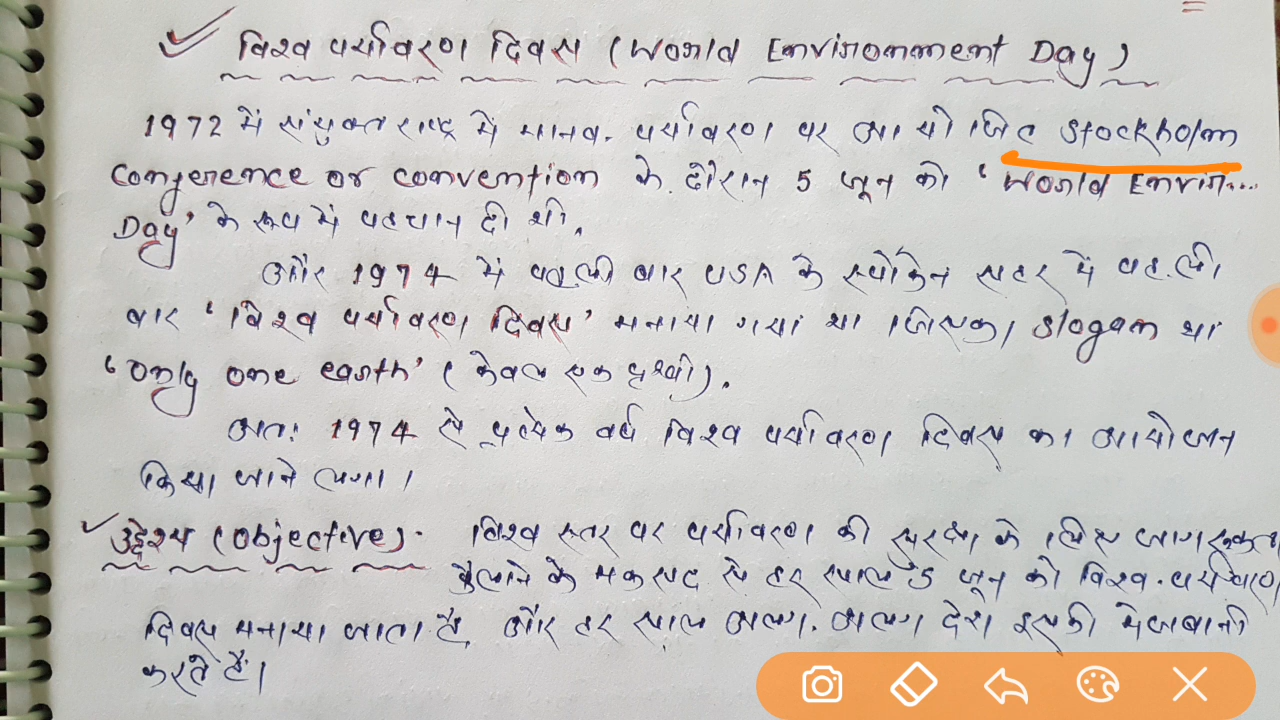 विश्व पर्यावरण दिवस (World Environment Day)
1972 में संयुक्त राष्ट्र में मानव पर्यावरण पर आयोजित Stockholm
Conference or convention के दौरान 5 जून को 'World Envir...
Day' के रूप में पहचान दी थी.
और 1974 में पहली बार USA के स्पोकेन सहर में पहली
बार 'विश्व पर्यावरण दिवस' मनाया गया था जिसका Slogan था
'Only one earth' (केवल एक पृथ्वी).
अतः 1974 से प्रत्येक वर्ष विश्व पर्यावरण दिवस का आयोजन
किया जाने लगा।
उद्देश्य (objective)- विश्व स्तर पर पर्यावरण की सुरक्षा के लिए जागरूकता
फैलाने के मकसद से हर साल 5 जून को विश्व पर्यावरण
दिवस मनाया जाता है और हर साल अलग-अलग देश इसकी मेजबानी
करते हैं।